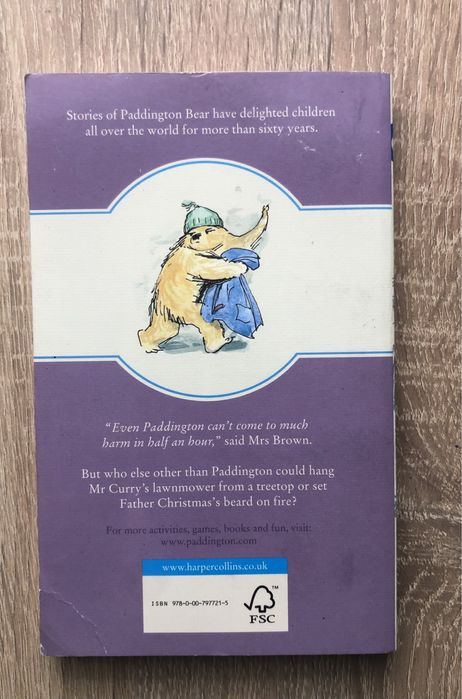 Stories of Paddington Bear have delighted children
all over the world for more than sixty years.
“Even Paddington can’t come to much
harm in half an hour,” said Mrs Brown.
But who else other than Paddington could hang
Mr Curry’s lawnmower from a treetop or set
Father Christmas’s beard on fire?
For more activities, games, books and fun, visit:
www.paddington.com
www.harpercollins.co.uk
ISBN 978-0-00-797721-5
FSC™